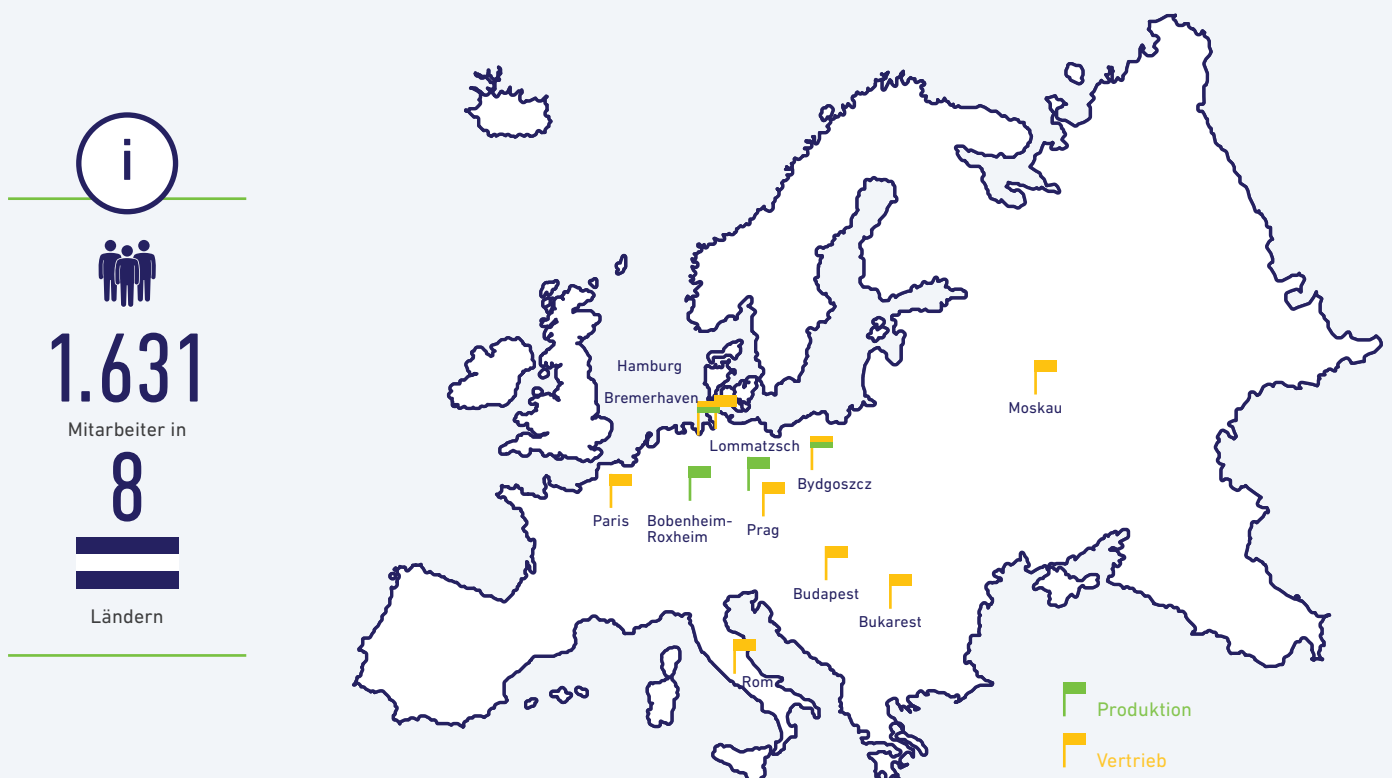 i
1.631
Mitarbeiter in
8
Ländern
Hamburg
Bremerhaven
Moskau
Lommatzsch
Bydgoszcz
Paris
Bobenheim-
Roxheim
Prag
Budapest
Bukarest
Rom
Produktion
Vertrieb